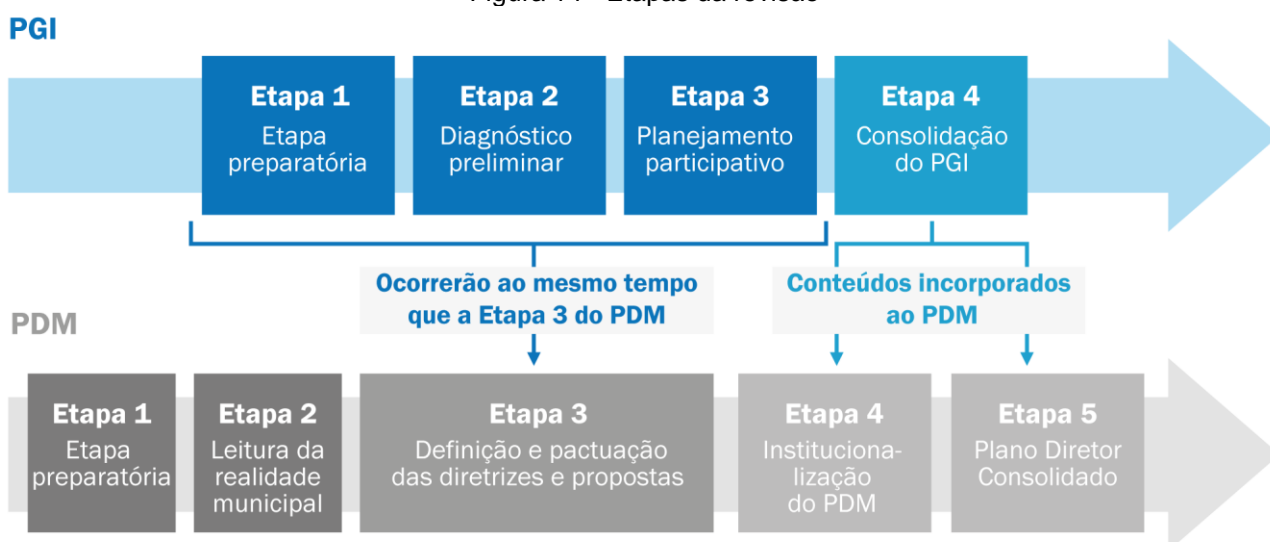 PGI
Etapa 1
Etapa
preparatória
Etapa 2
Diagnóstico
preliminar
Etapa 3
Planejamento
participativo
Etapa 4
Consolidação
do PGI
Ocorrerão ao mesmo tempo
que a Etapa 3 do PDM
Conteúdos incorporados
ao PDM
PDM
Etapa 1
Etapa
preparatória
Etapa 2
Leitura da
realidade
municipal
Etapa 3
Definição e pactuação
das diretrizes e propostas
Etapa 4
Instituciona-
lização
do PDM
Etapa 5
Plano Diretor
Consolidado